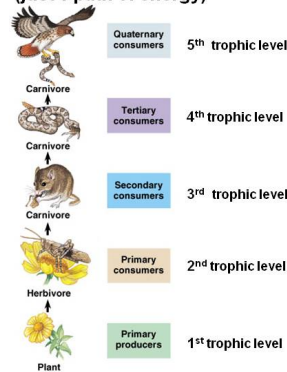 Quaternary
consumers
5th trophic level
Carnivore
Tertiary
consumers
4th trophic level
Carnivore
Secondary
consumers
3rd trophic level
Carnivore
Primary
consumers
2nd trophic level
Herbivore
Primary
producers
1st trophic level
Plant